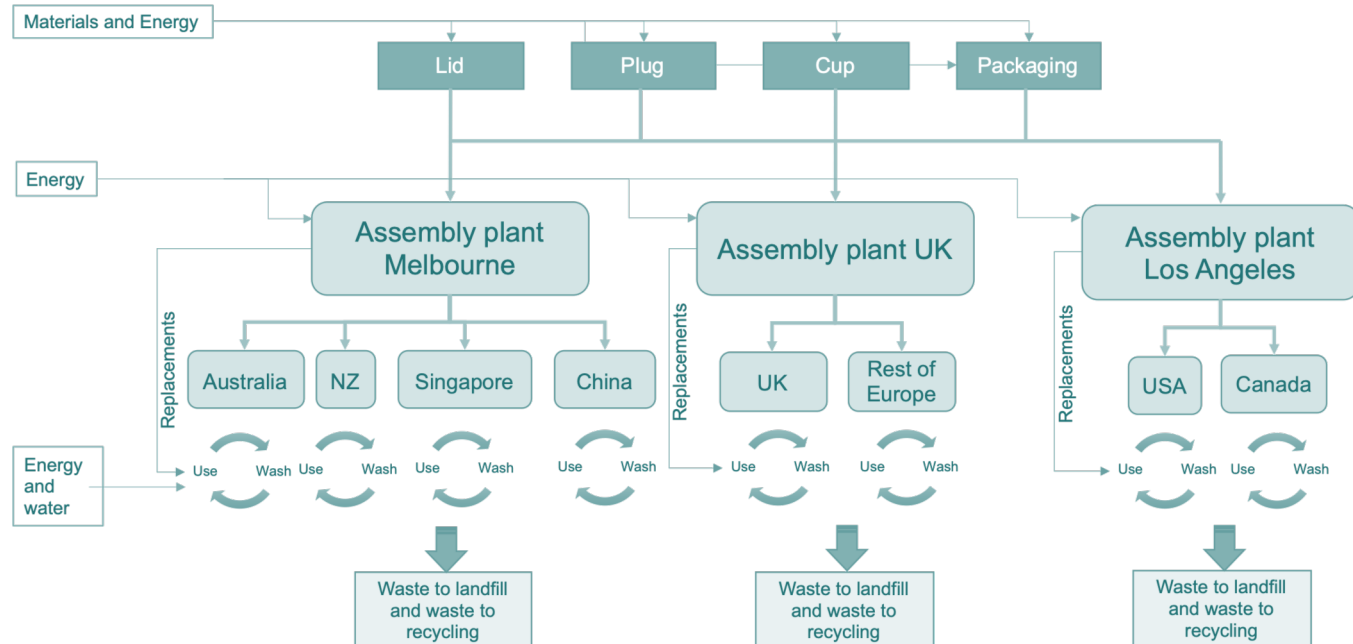 Materials and Energy
Lid
Plug
Cup
Packaging
Energy
Assembly plant
Melbourne
Assembly plant UK
Assembly plant
Los Angeles
Replacements
Replacements
Replacements
Australia
NZ
Singapore
China
UK
Rest of
Europe
USA
Canada
Energy
and
water
Use Wash
Use Wash
Use Wash
Use Wash
Use Wash
Use Wash
Use Wash
Use Wash
Waste to landfill
and waste to
recycling
Waste to landfill
and waste to
recycling
Waste to landfill
and waste to
recycling